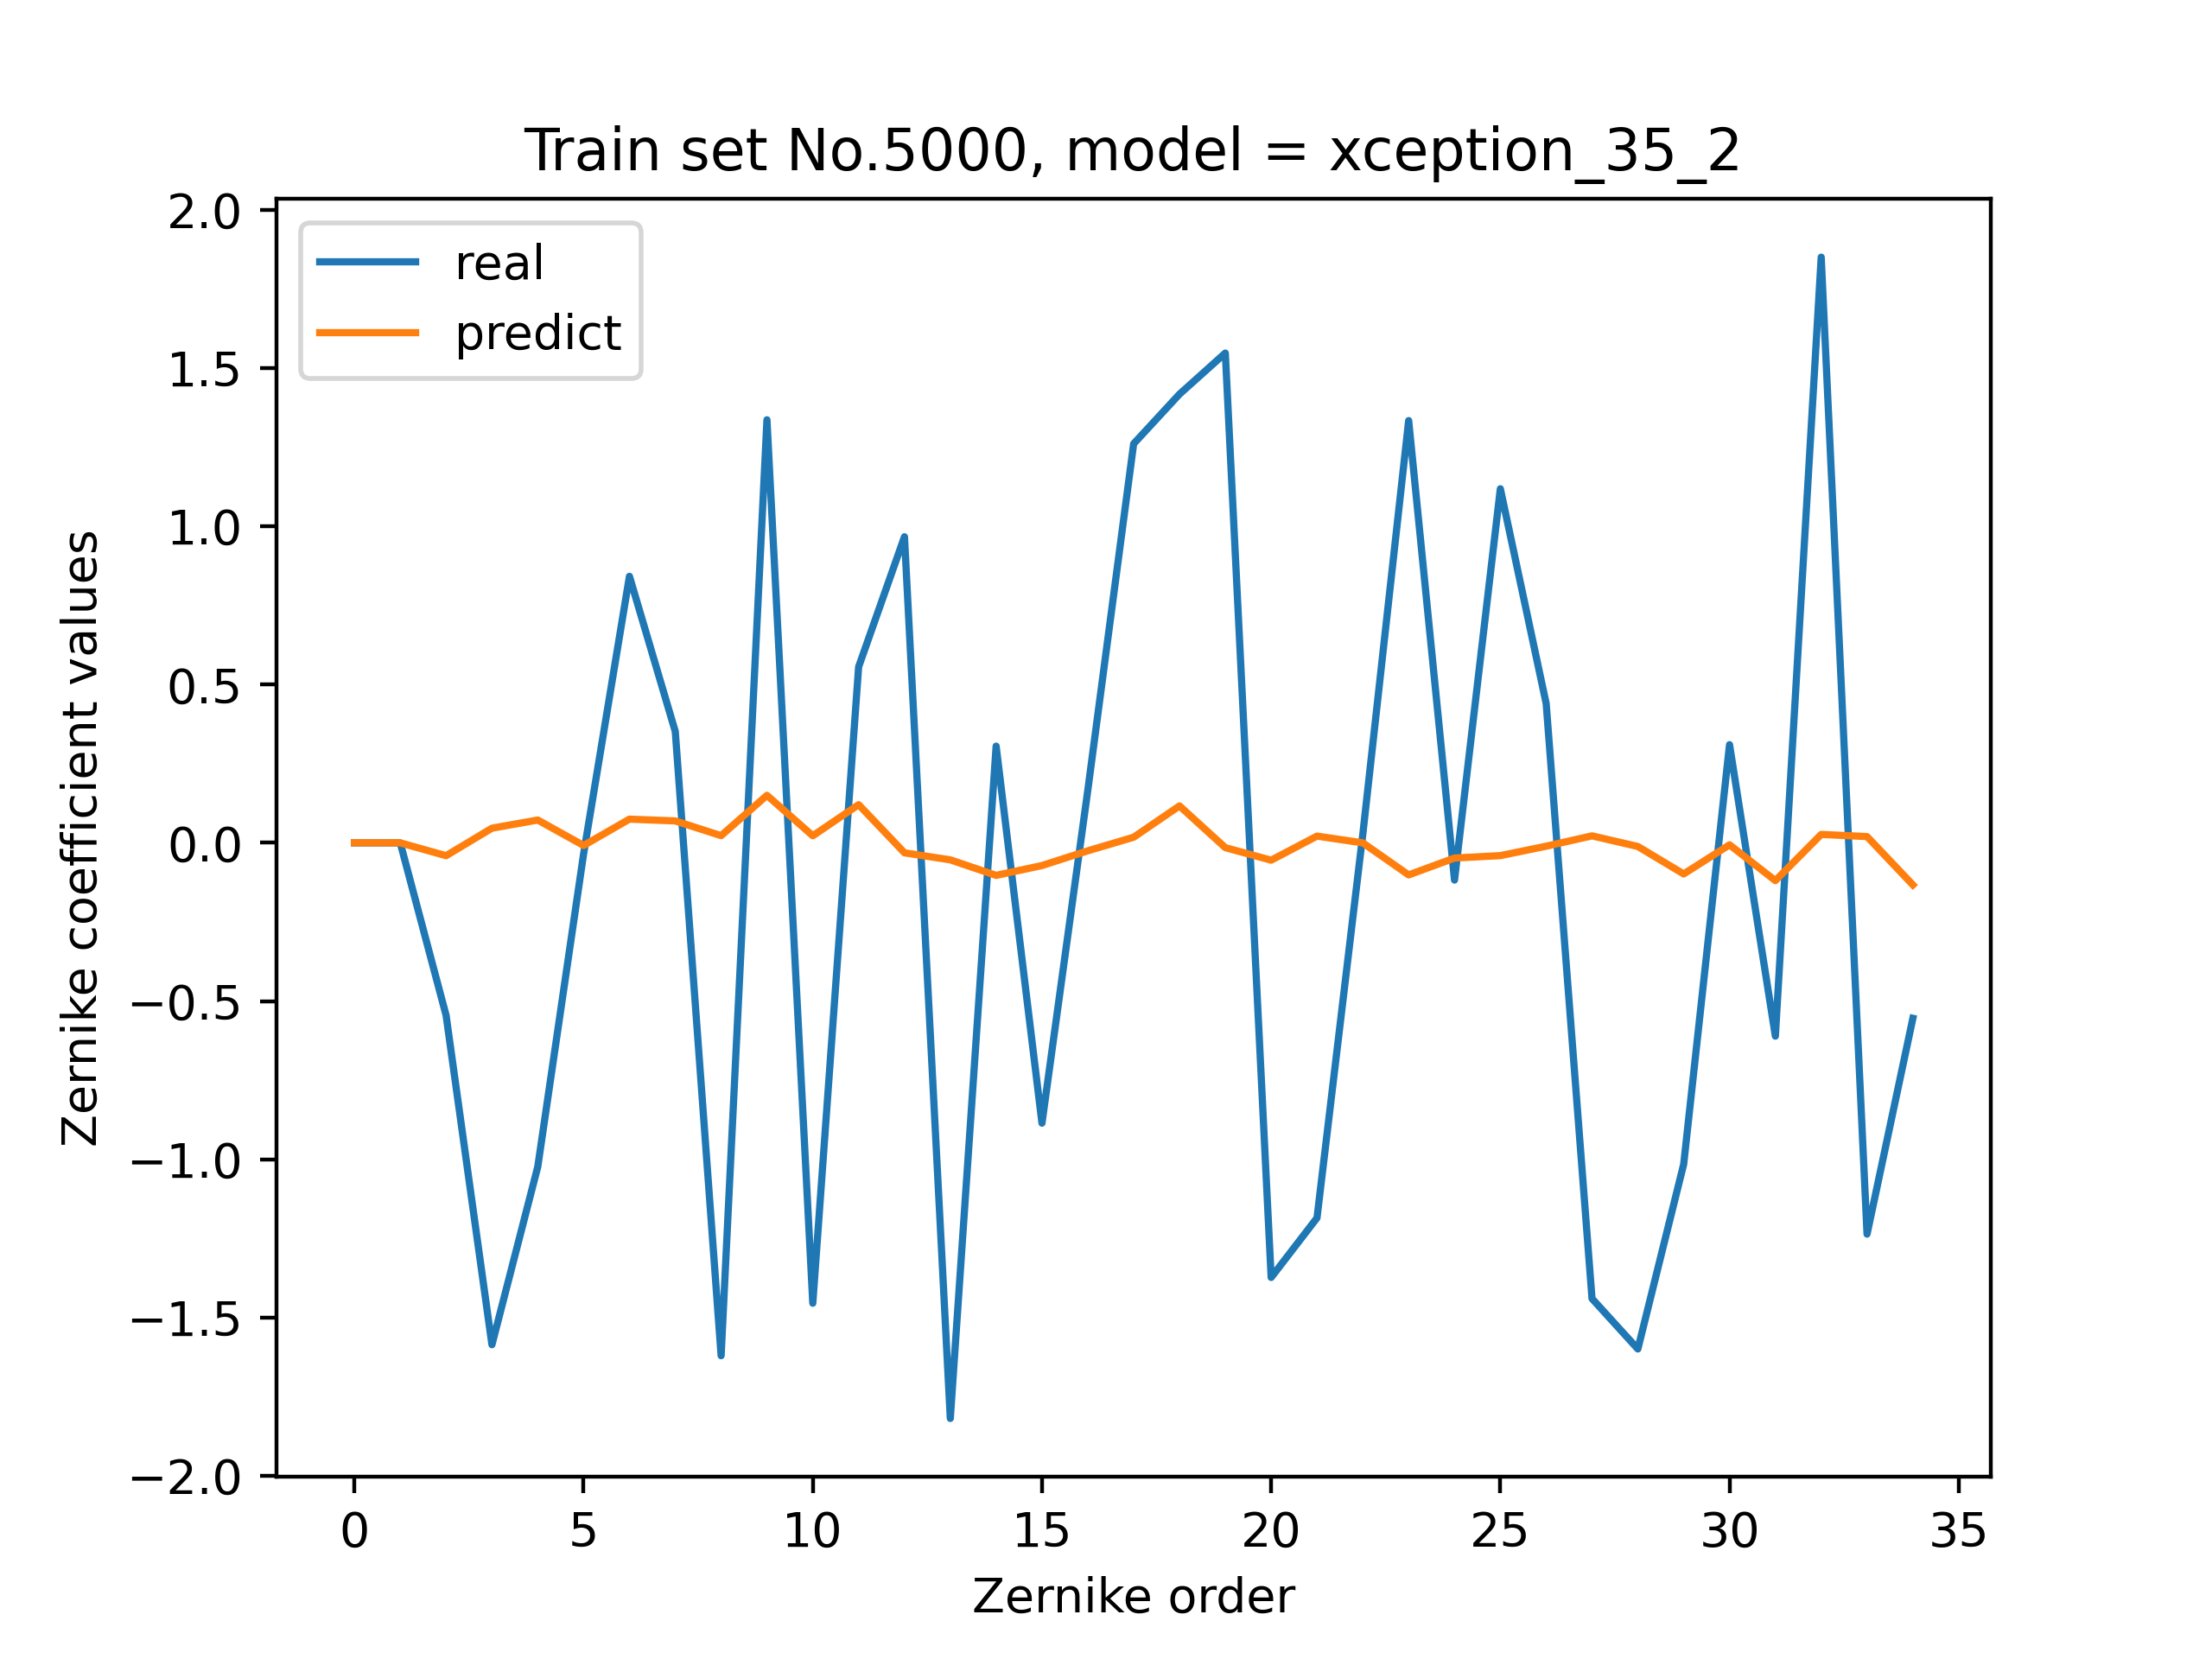 Train set No.5000, model = xception_35_2
real
predict
Zernike coefficient values
2.0
1.5
1.0
0.5
0.0
−0.5
−1.0
−1.5
−2.0
0 5 10 15 20 25 30 35
Zernike order